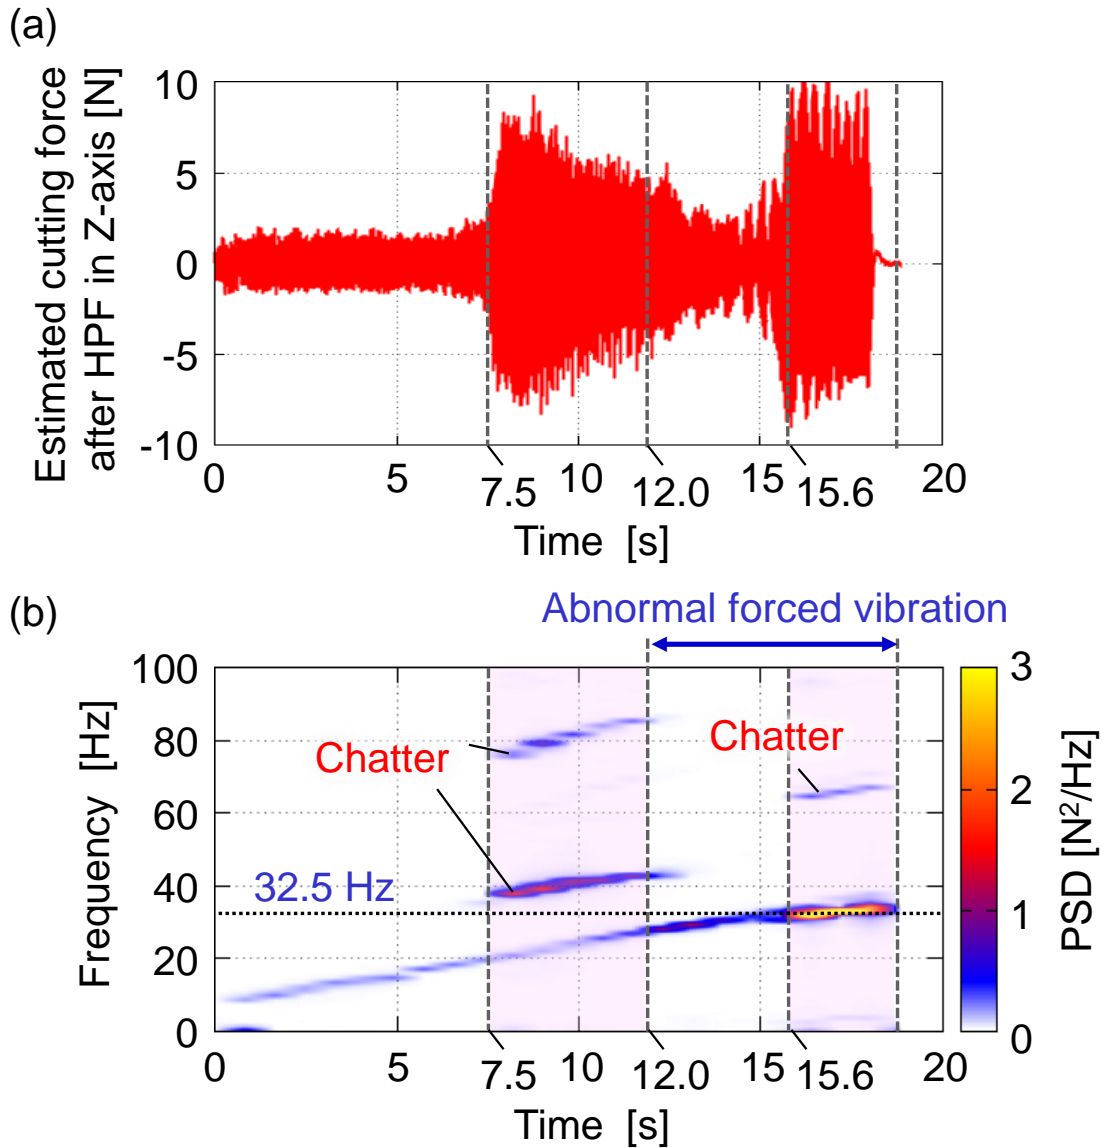 (a)
Estimated cutting force
after HPF in Z-axis [N]
10
5
0
-5
-10
0 5 7.5 10 12.0 15 15.6 20
Time [s]
(b)
Abnormal forced vibration
Frequency [Hz]
100
80
60
40
20
0
Chatter
Chatter
32.5 Hz
3
2
1
0
PSD [N²/Hz]
0 5 7.5 10 12.0 15 15.6 20
Time [s]